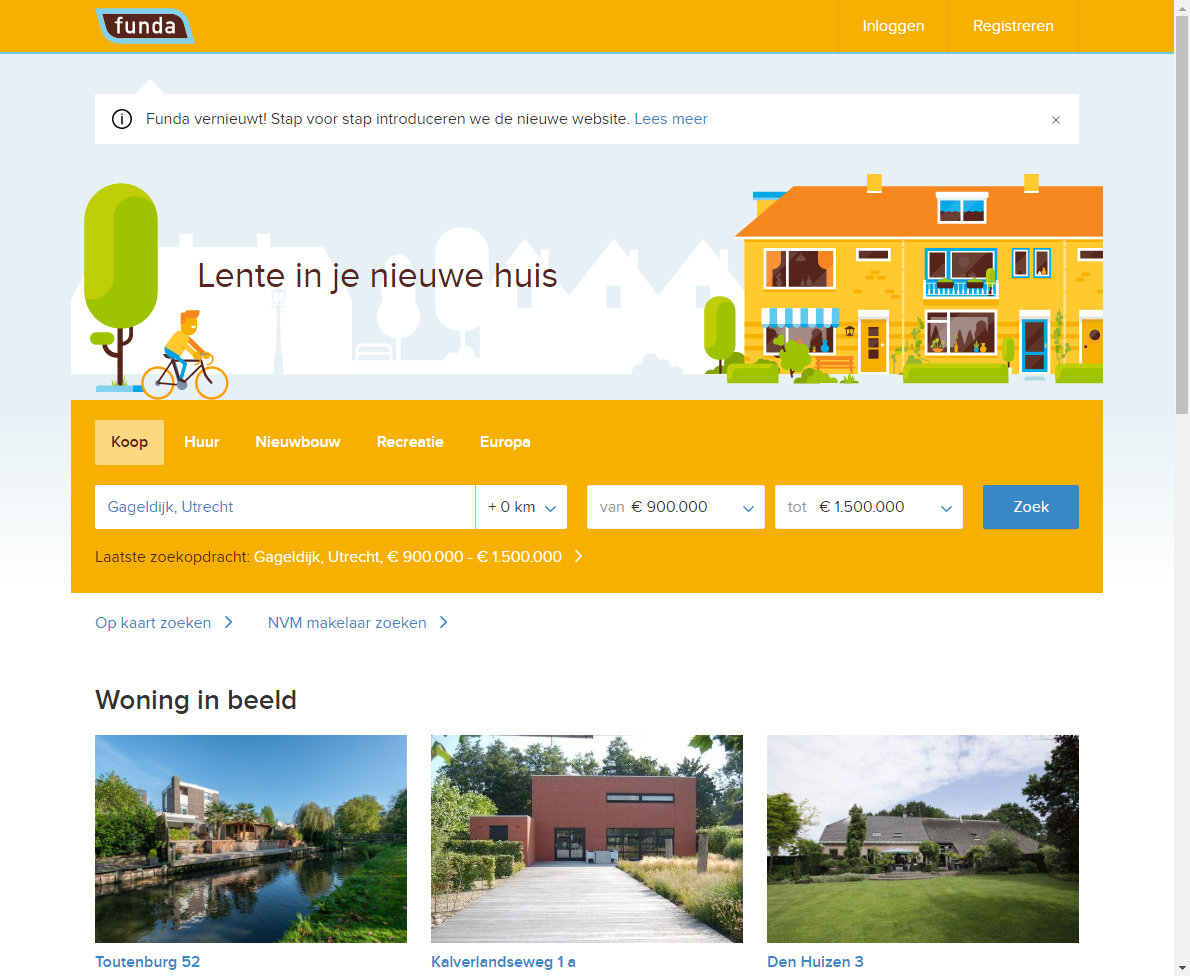 funda
Inloggen
Registreren
Funda vernieuwt! Stap voor stap introduceren we de nieuwe website. Lees meer
Lente in je nieuwe huis
Koop
Huur
Nieuwbouw
Recreatie
Europa
Gageldijk, Utrecht
+ 0 km
van € 900.000
tot € 1.500.000
Zoek
Laatste zoekopdracht: Gageldijk, Utrecht, € 900.000 - € 1.500.000
Op kaart zoeken
NVM makelaar zoeken
Woning in beeld
Toutenburg 52
Kalverlandseweg 1 a
Den Huizen 3